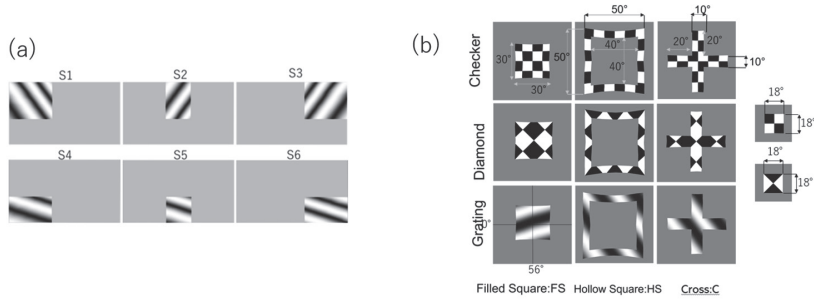 (a)
S1
S2
S3
S4
S5
S6
(b)
Checker
Diamond
Grating
50°
10°
30°
30°
50°
40°
40°
20°
20°
10°
18°
18°
18°
18°
56°
Filled Square:FS
Hollow Square:HS
Cross:C